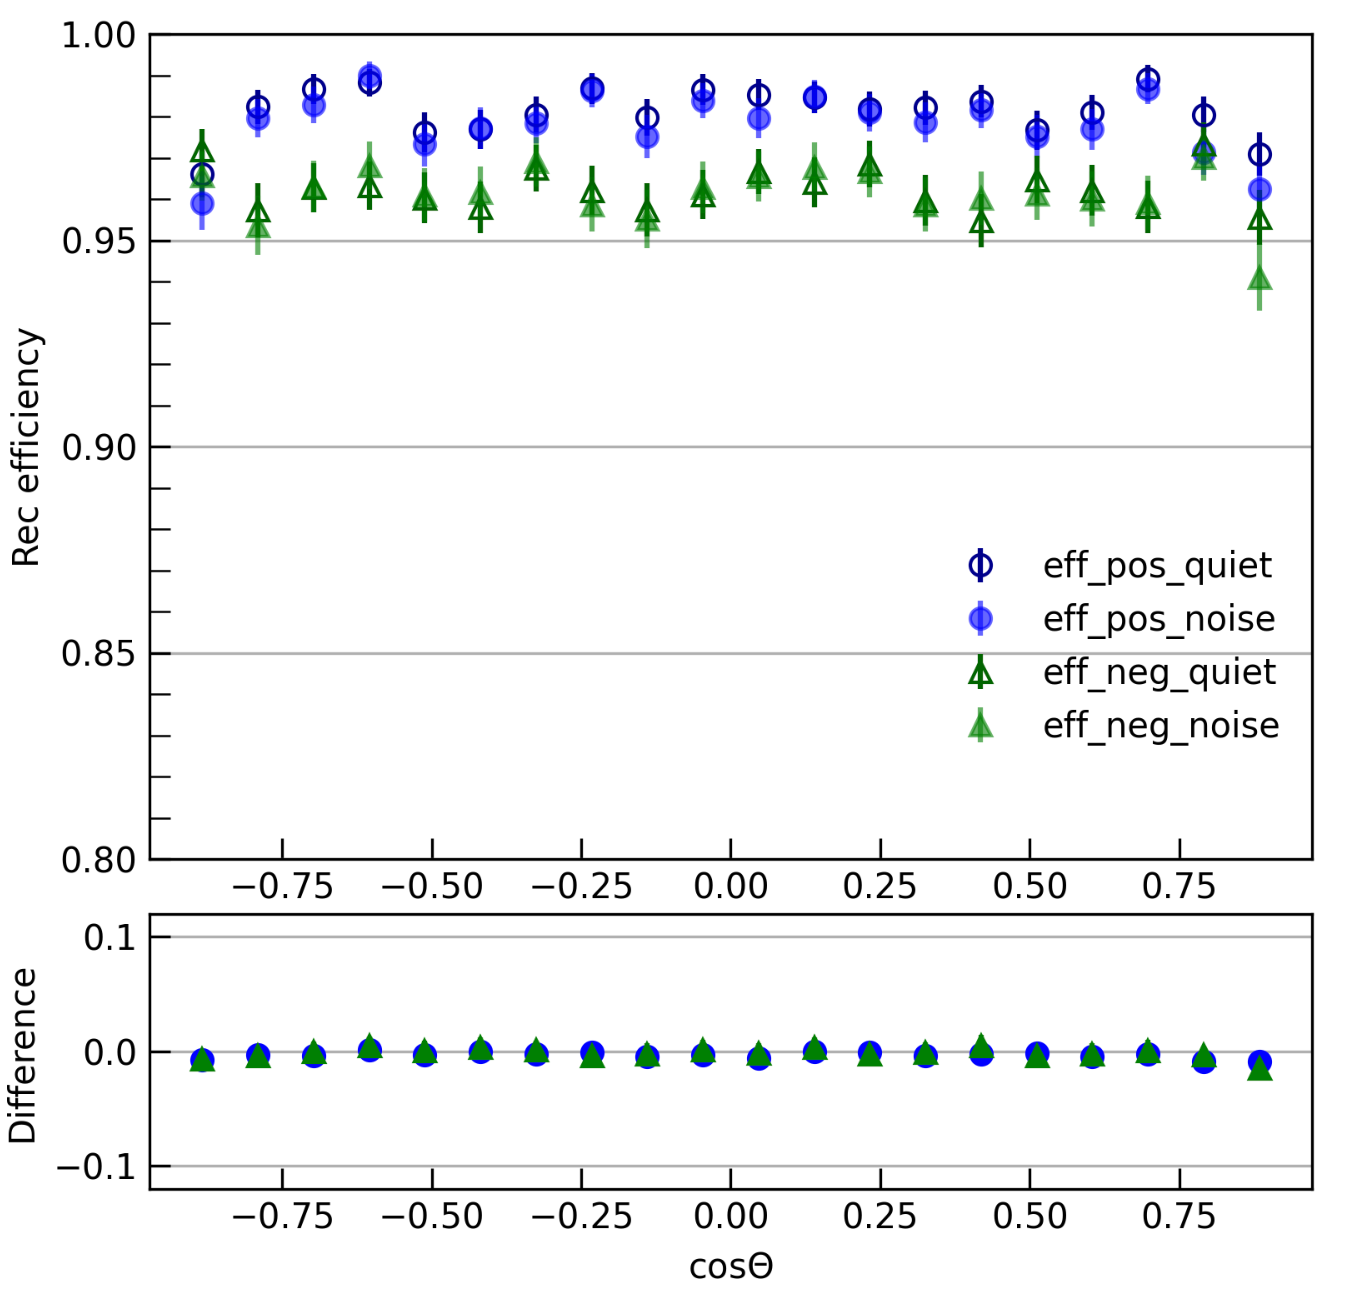 1.00
0.95
0.90
0.85
0.80
Rec efficiency
eff_pos_quiet
eff_pos_noise
eff_neg_quiet
eff_neg_noise
−0.75 −0.50 −0.25 0.00 0.25 0.50 0.75
0.1
0.0
−0.1
Difference
−0.75 −0.50 −0.25 0.00 0.25 0.50 0.75
cosΘ